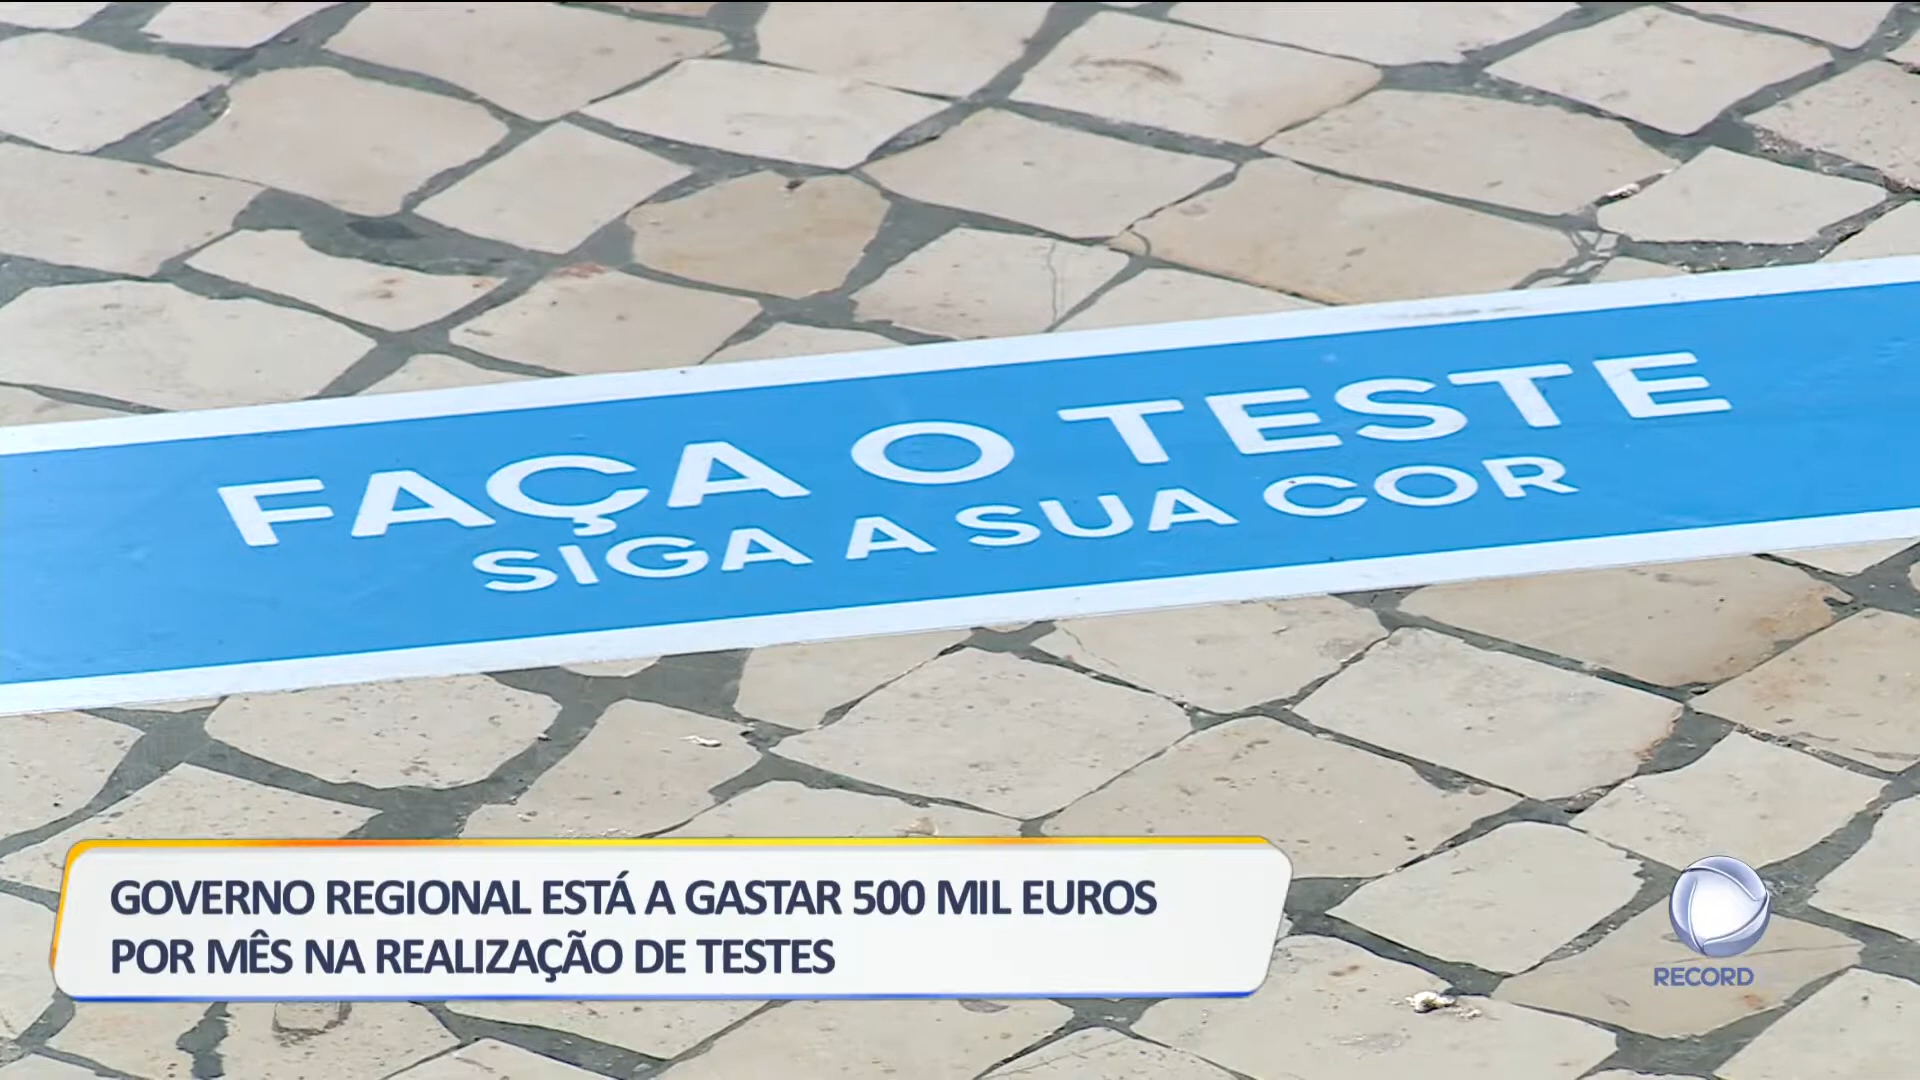 FAÇA O TESTE
SIGA A SUA COR
GOVERNO REGIONAL ESTÁ A GASTAR 500 MIL EUROS
POR MÊS NA REALIZAÇÃO DE TESTES
RECORD